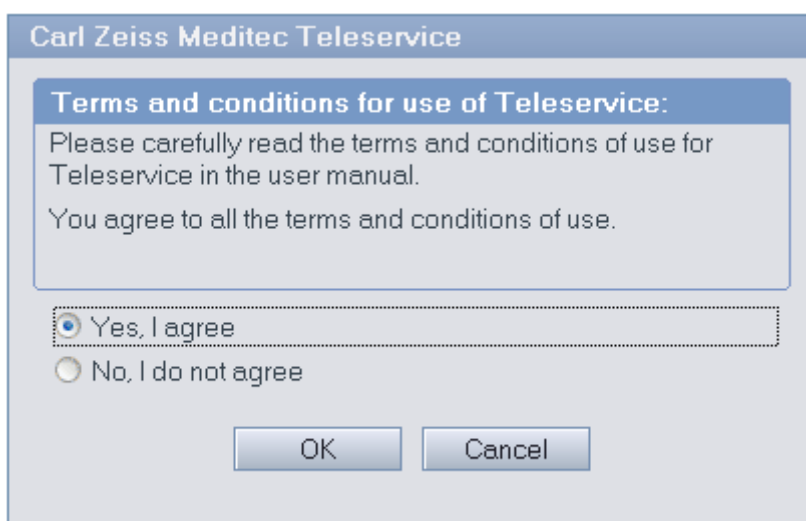 Carl Zeiss Meditec Teleservice
Terms and conditions for use of Teleservice:
Please carefully read the terms and conditions of use for
Teleservice in the user manual.
You agree to all the terms and conditions of use.
Yes, I agree
No, I do not agree
OK Cancel